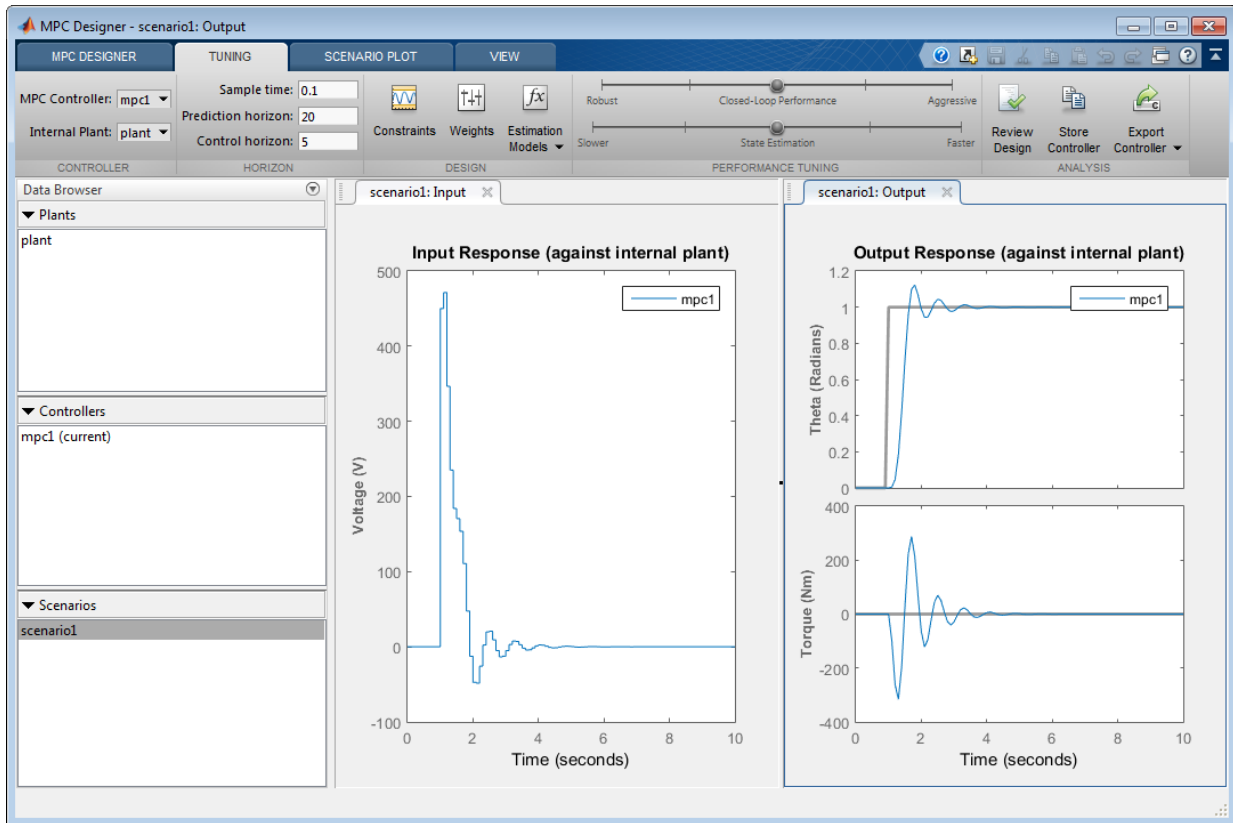 MPC Designer - scenario1: Output
MPC DESIGNER TUNING SCENARIO PLOT VIEW
MPC Controller: mpc1
Internal Plant: plant
CONTROLLER
Sample time: 0.1
Prediction horizon: 20
Control horizon: 5
HORIZON
Constraints Weights Estimation Models
DESIGN
Robust Closed-Loop Performance Aggressive
Slower State Estimation Faster
PERFORMANCE TUNING
Review Design Store Controller Export Controller
ANALYSIS
Data Browser
Plants
plant
Controllers
mpc1 (current)
Scenarios
scenario1
scenario1: Input
Input Response (against internal plant)
mpc1
Voltage (V)
500
400
300
200
100
0
-100
0 2 4 6 8 10
Time (seconds)
scenario1: Output
Output Response (against internal plant)
mpc1
Theta (Radians)
1.2
1
0.8
0.6
0.4
0.2
0
Torque (Nm)
400
200
0
-200
-400
0 2 4 6 8 10
Time (seconds)